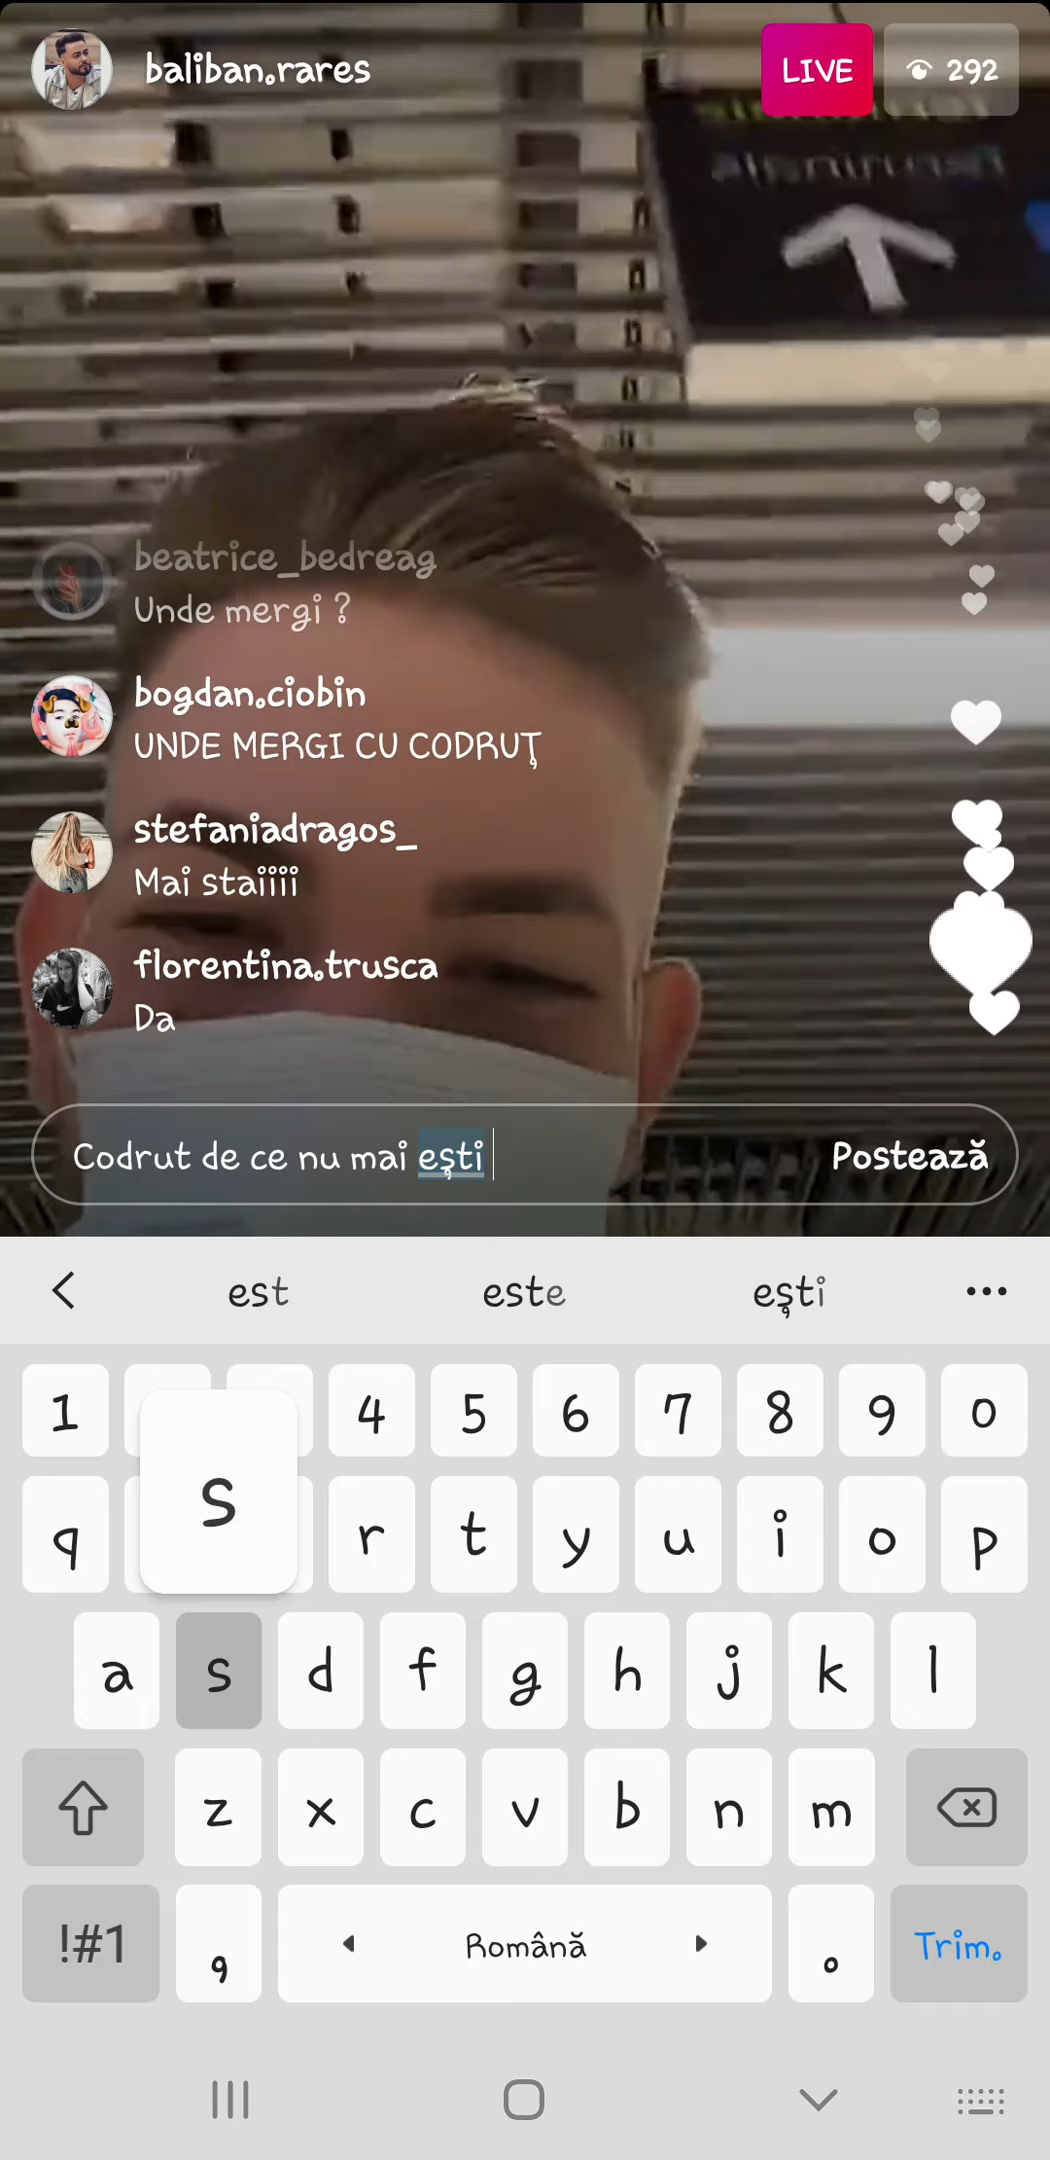 baliban.rares
LIVE
292
beatrice_bedreag
Unde mergi ?
bogdan.ciobin
UNDE MERGI CU CODRUȚ
stefaniadragos_
Mai staiiii
florentina.trusca
Da
Codrut de ce nu mai ești
Postează
est este ești
1 4 5 6 7 8 9 0
s
q r t y u i o p
a s d f g h j k l
z x c v b n m
!#1 , Română . Trim.